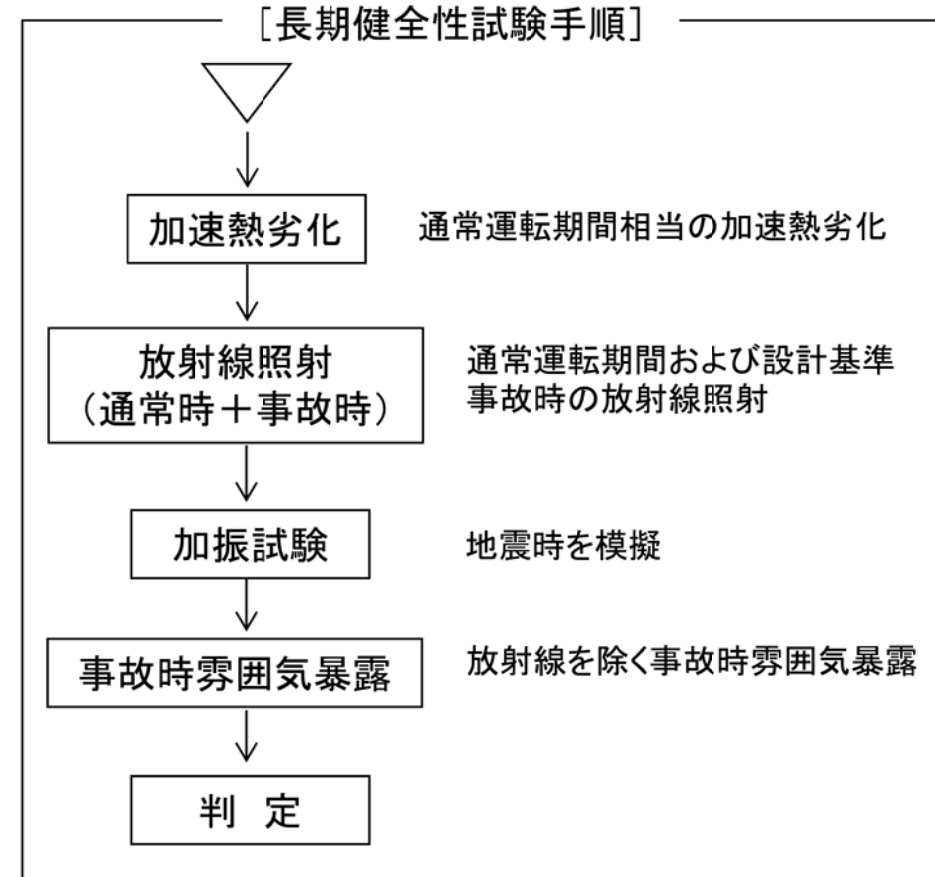 [長期健全性試験手順]
加速熱劣化
通常運転期間相当の加速熱劣化
放射線照射
(通常時+事故時)
通常運転期間および設計基準
事故時の放射線照射
加振試験
地震時を模擬
事故時雰囲気暴露
放射線を除く事故時雰囲気暴露
判 定